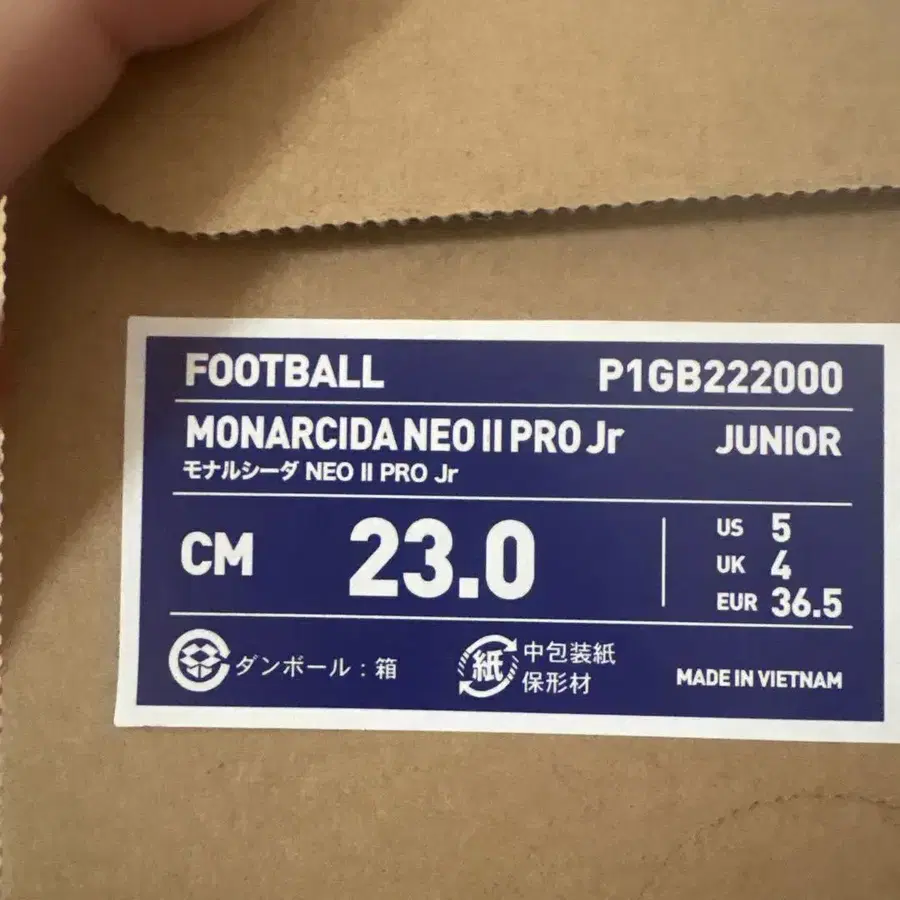 FOOTBALL P1GB222000
MONARCIDA NEO II PRO Jr JUNIOR
モナルシーダ NEO II PRO Jr
CM 23.0
US 5
UK 4
EUR 36.5
ダンボール：箱
紙 中包装紙
保形材
MADE IN VIETNAM